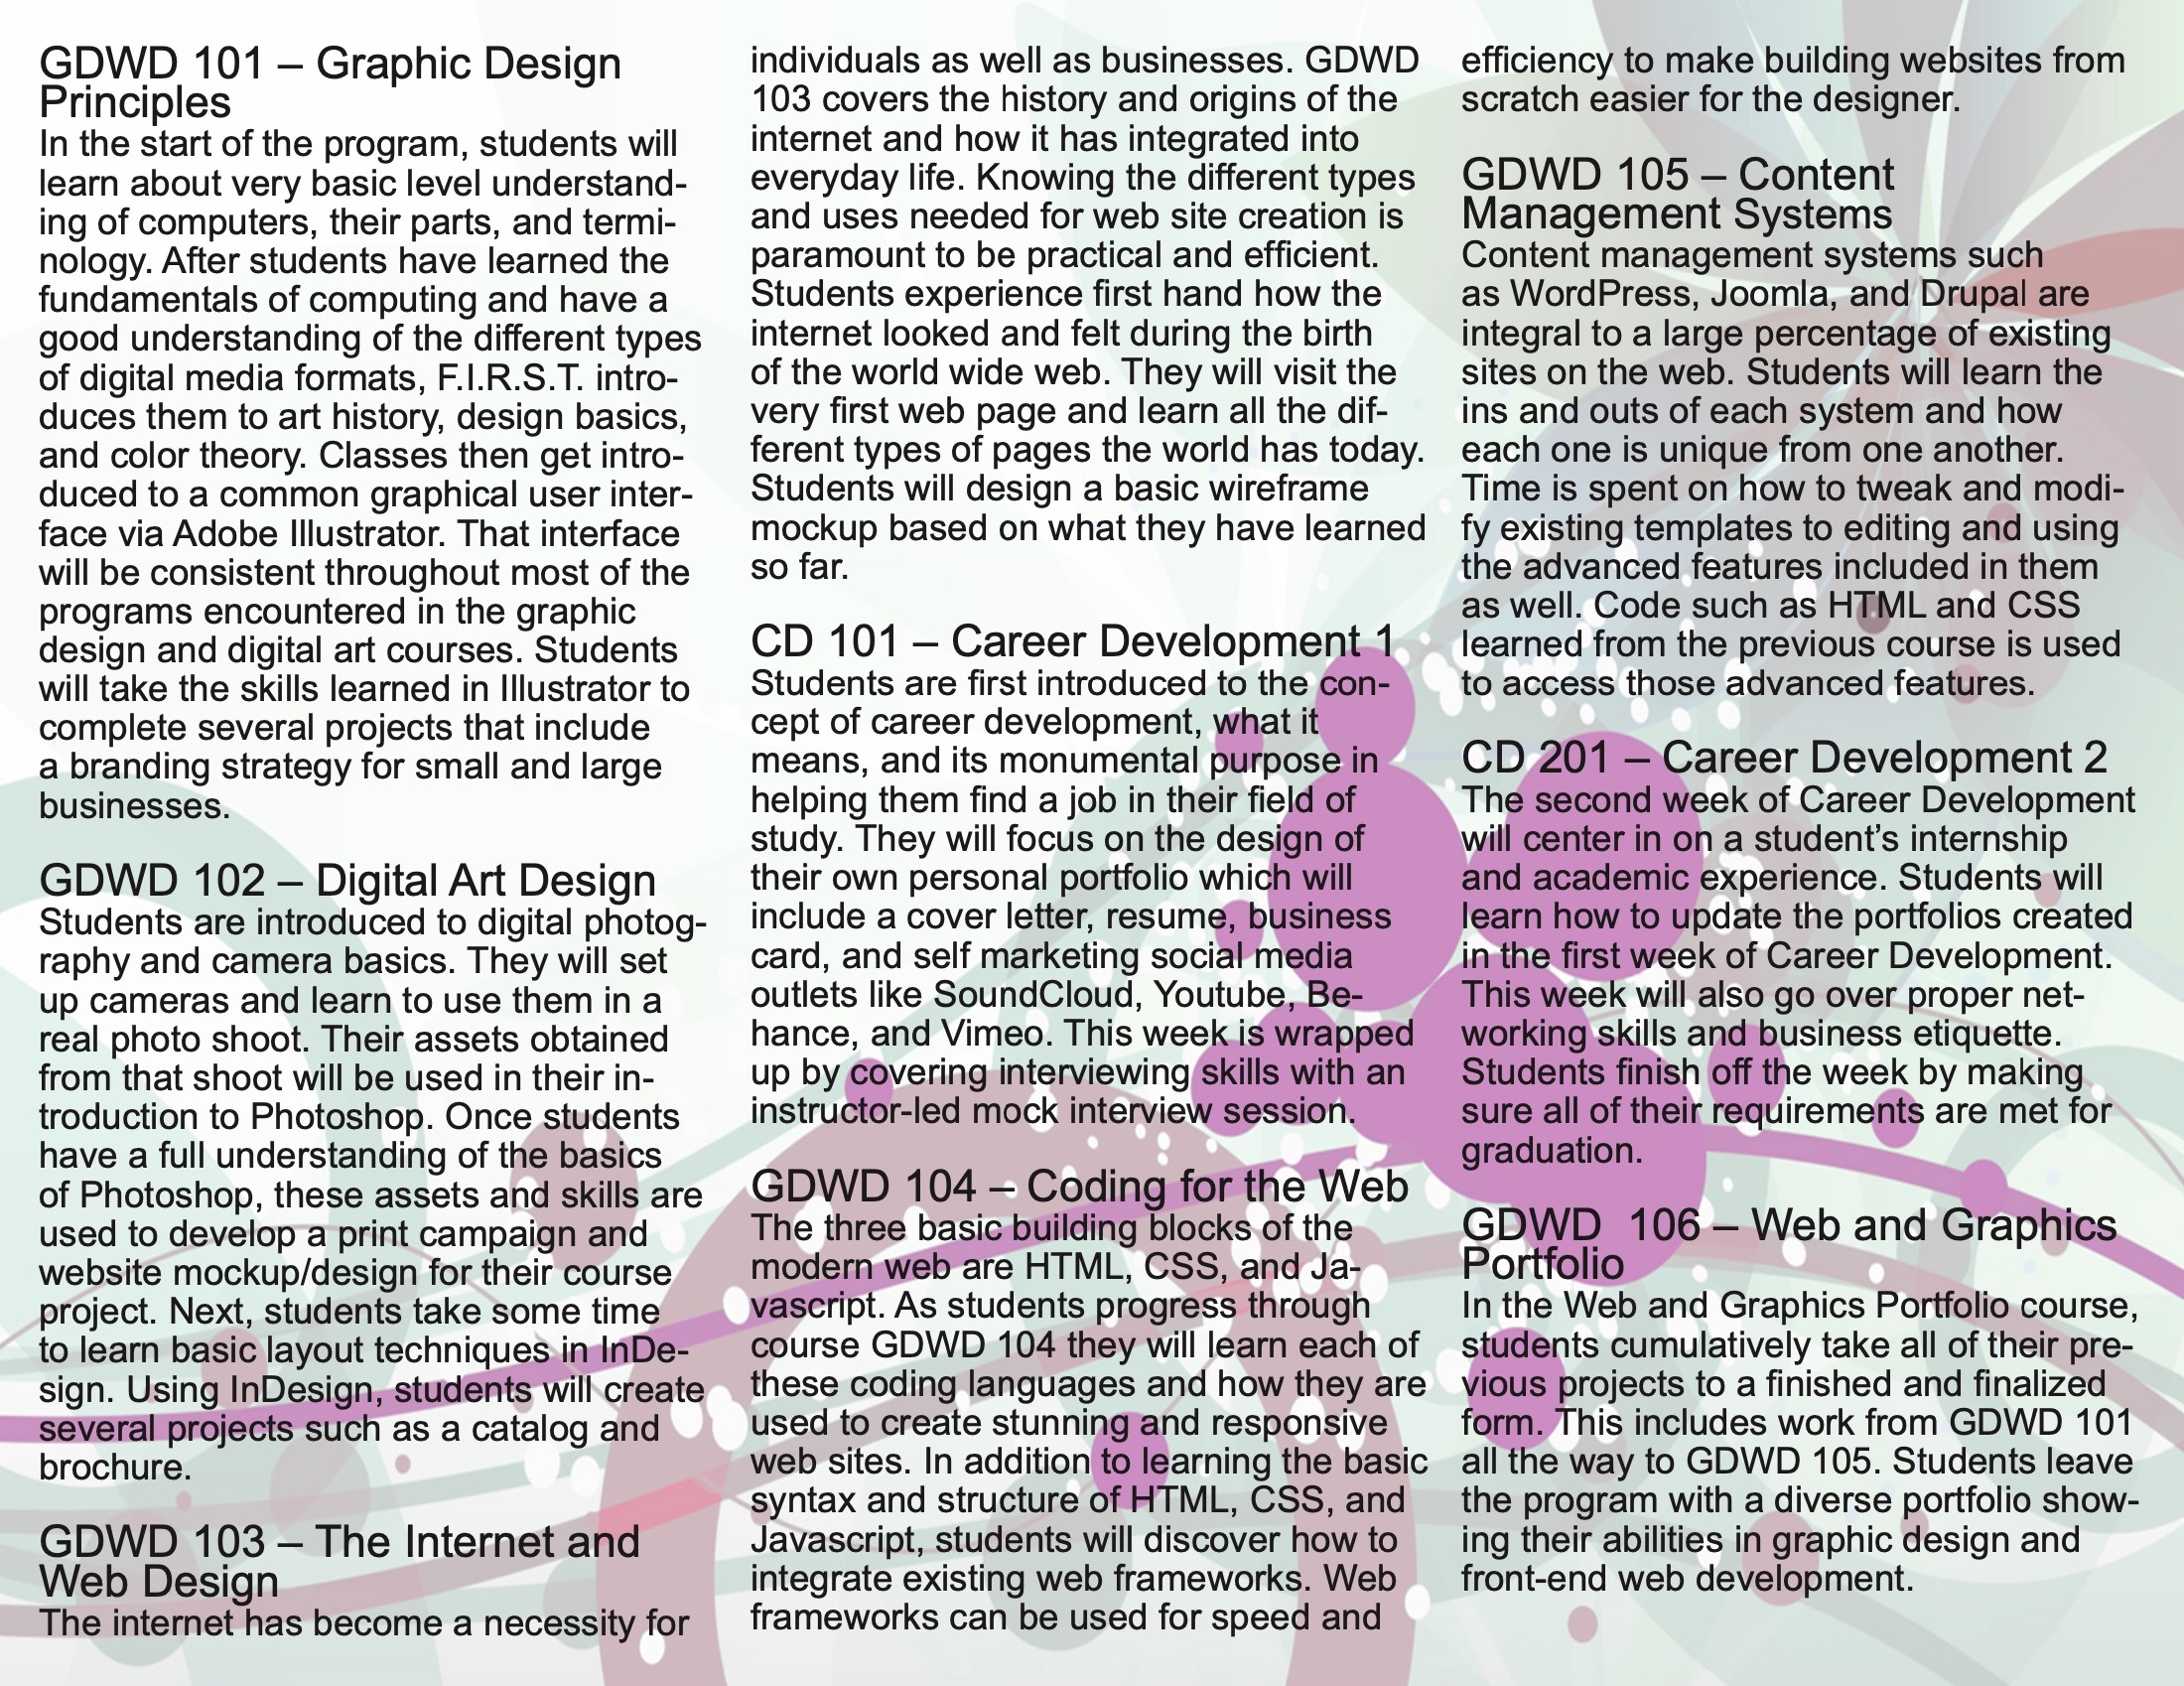 GDWD 101 – Graphic Design
Principles
In the start of the program, students will
learn about very basic level understand-
ing of computers, their parts, and termi-
nology. After students have learned the
fundamentals of computing and have a
good understanding of the different types
of digital media formats, F.I.R.S.T. intro-
duces them to art history, design basics,
and color theory. Classes then get intro-
duced to a common graphical user inter-
face via Adobe Illustrator. That interface
will be consistent throughout most of the
programs encountered in the graphic
design and digital art courses. Students
will take the skills learned in Illustrator to
complete several projects that include
a branding strategy for small and large
businesses.
GDWD 102 – Digital Art Design
Students are introduced to digital photog-
raphy and camera basics. They will set
up cameras and learn to use them in a
real photo shoot. Their assets obtained
from that shoot will be used in their in-
troduction to Photoshop. Once students
have a full understanding of the basics
of Photoshop, these assets and skills are
used to develop a print campaign and
website mockup/design for their course
project. Next, students take some time
to learn basic layout techniques in InDe-
sign. Using InDesign, students will create
several projects such as a catalog and
brochure.
GDWD 103 – The Internet and
Web Design
The internet has become a necessity for
individuals as well as businesses. GDWD
103 covers the history and origins of the
internet and how it has integrated into
everyday life. Knowing the different types
and uses needed for web site creation is
paramount to be practical and efficient.
Students experience first hand how the
internet looked and felt during the birth
of the world wide web. They will visit the
very first web page and learn all the dif-
ferent types of pages the world has today.
Students will design a basic wireframe
mockup based on what they have learned
so far.
CD 101 – Career Development 1
Students are first introduced to the con-
cept of career development, what it
means, and its monumental purpose in
helping them find a job in their field of
study. They will focus on the design of
their own personal portfolio which will
include a cover letter, resume, business
card, and self marketing social media
outlets like SoundCloud, Youtube, Be-
hance, and Vimeo. This week is wrapped
up by covering interviewing skills with an
instructor-led mock interview session.
GDWD 104 – Coding for the Web
The three basic building blocks of the
modern web are HTML, CSS, and Ja-
vascript. As students progress through
course GDWD 104 they will learn each of
these coding languages and how they are
used to create stunning and responsive
web sites. In addition to learning the basic
syntax and structure of HTML, CSS, and
Javascript, students will discover how to
integrate existing web frameworks. Web
frameworks can be used for speed and
efficiency to make building websites from
scratch easier for the designer.
GDWD 105 – Content
Management Systems
Content management systems such
as WordPress, Joomla, and Drupal are
integral to a large percentage of existing
sites on the web. Students will learn the
ins and outs of each system and how
each one is unique from one another.
Time is spent on how to tweak and modi-
fy existing templates to editing and using
the advanced features included in them
as well. Code such as HTML and CSS
learned from the previous course is used
to access those advanced features.
CD 201 – Career Development 2
The second week of Career Development
will center in on a student’s internship
and academic experience. Students will
learn how to update the portfolios created
in the first week of Career Development.
This week will also go over proper net-
working skills and business etiquette.
Students finish off the week by making
sure all of their requirements are met for
graduation.
GDWD  106 – Web and Graphics
Portfolio
In the Web and Graphics Portfolio course,
students cumulatively take all of their pre-
vious projects to a finished and finalized
form. This includes work from GDWD 101
all the way to GDWD 105. Students leave
the program with a diverse portfolio show-
ing their abilities in graphic design and
front-end web development.